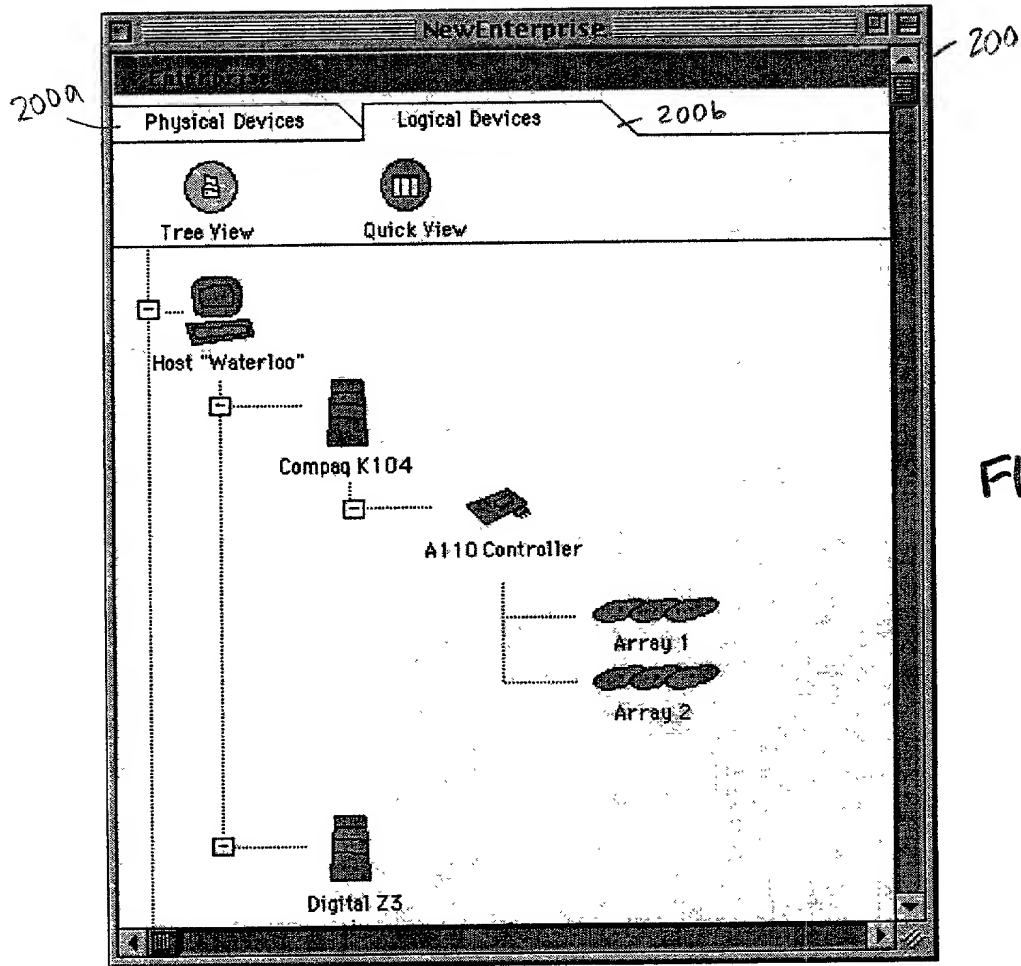 NewEnterprise
200
Enterprise
200a
Physical Devices
Logical Devices
200b
Tree View
Quick View
Host "Waterloo"
Compaq K104
A110 Controller
Array 1
Array 2
Digital Z3